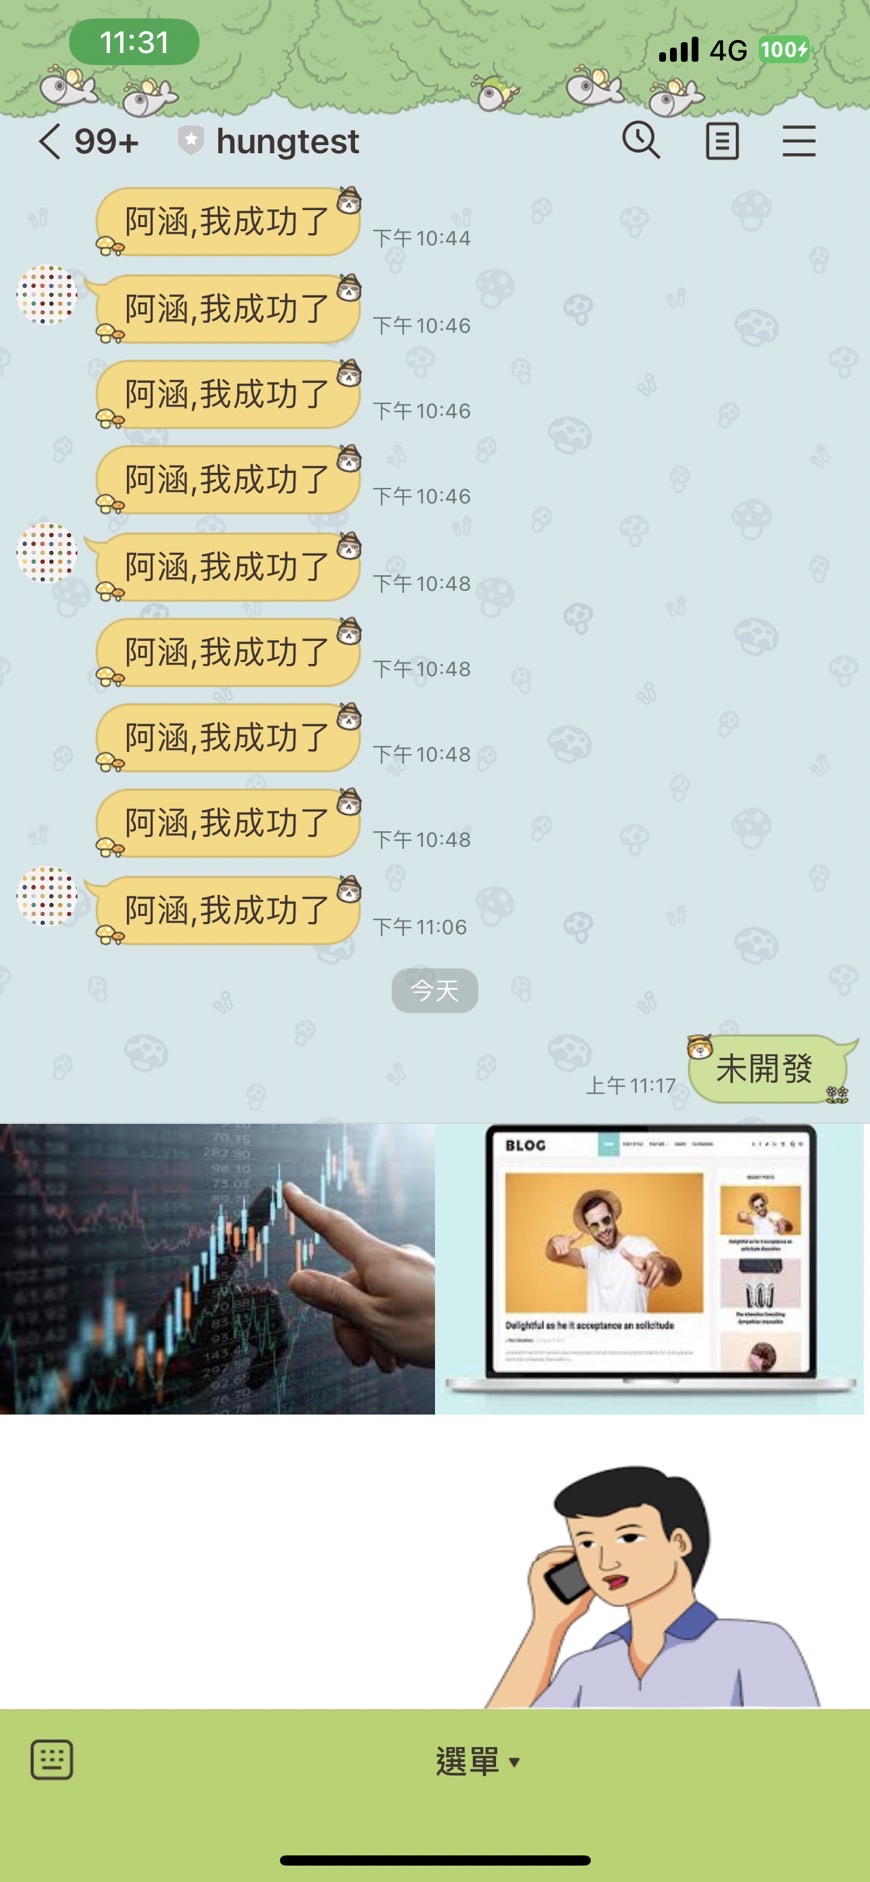 11:31
4G 100
99+ hungtest
阿涵,我成功了 下午10:44
阿涵,我成功了 下午10:46
阿涵,我成功了 下午10:46
阿涵,我成功了 下午10:46
阿涵,我成功了 下午10:48
阿涵,我成功了 下午10:48
阿涵,我成功了 下午10:48
阿涵,我成功了 下午10:48
阿涵,我成功了 下午11:06
今天
上午11:17 未開發
BLOG
Delightful as he it acceptance an solicitude
選單